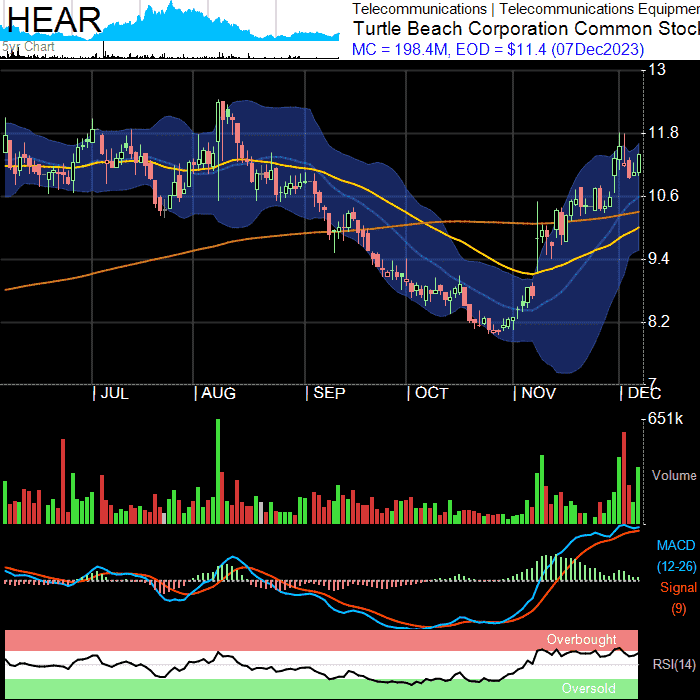 HEAR
5yr Chart
Telecommunications | Telecommunications Equipmen
Turtle Beach Corporation Common Stoc
MC = 198.4M, EOD = $11.4 (07Dec2023)
13
11.8
10.6
9.4
8.2
7
JUL
AUG
SEP
OCT
NOV
DEC
651k
Volume
MACD
(12-26)
Signal
(9)
Overbought
RSI(14)
Oversold